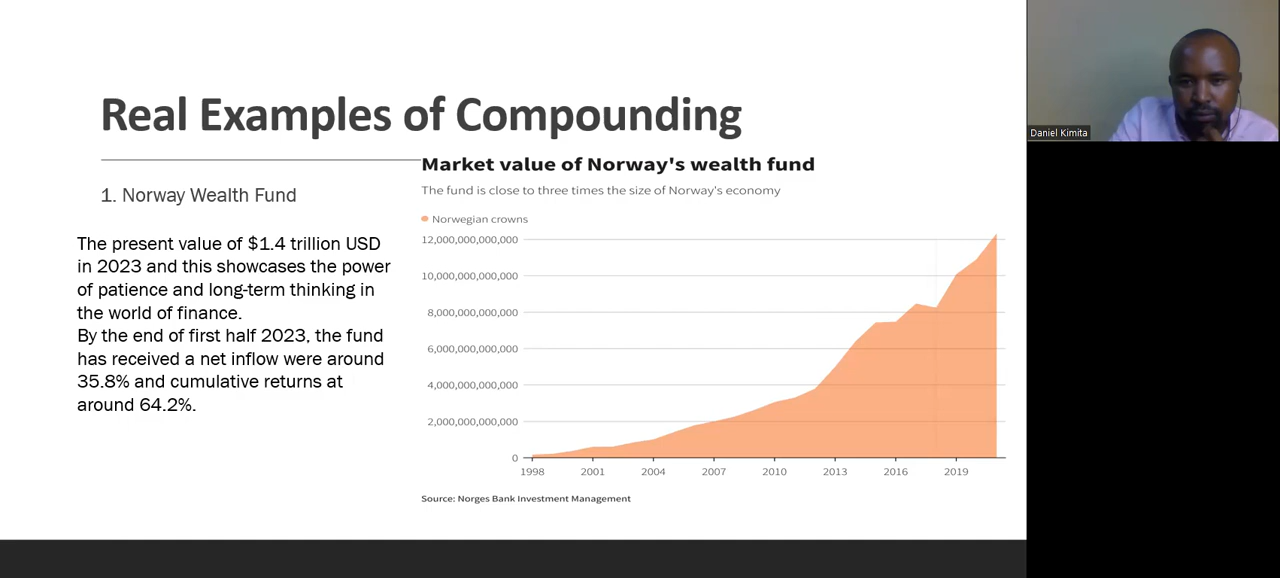 Real Examples of Compounding
1. Norway Wealth Fund
The present value of $1.4 trillion USD
in 2023 and this showcases the power
of patience and long-term thinking in
the world of finance.
By the end of first half 2023, the fund
has received a net inflow were around
35.8% and cumulative returns at
around 64.2%.
Market value of Norway's wealth fund
The fund is close to three times the size of Norway's economy
Norwegian crowns
12,000,000,000,000
10,000,000,000,000
8,000,000,000,000
6,000,000,000,000
4,000,000,000,000
2,000,000,000,000
0
1998 2001 2004 2007 2010 2013 2016 2019
Source: Norges Bank Investment Management
Daniel Kimita